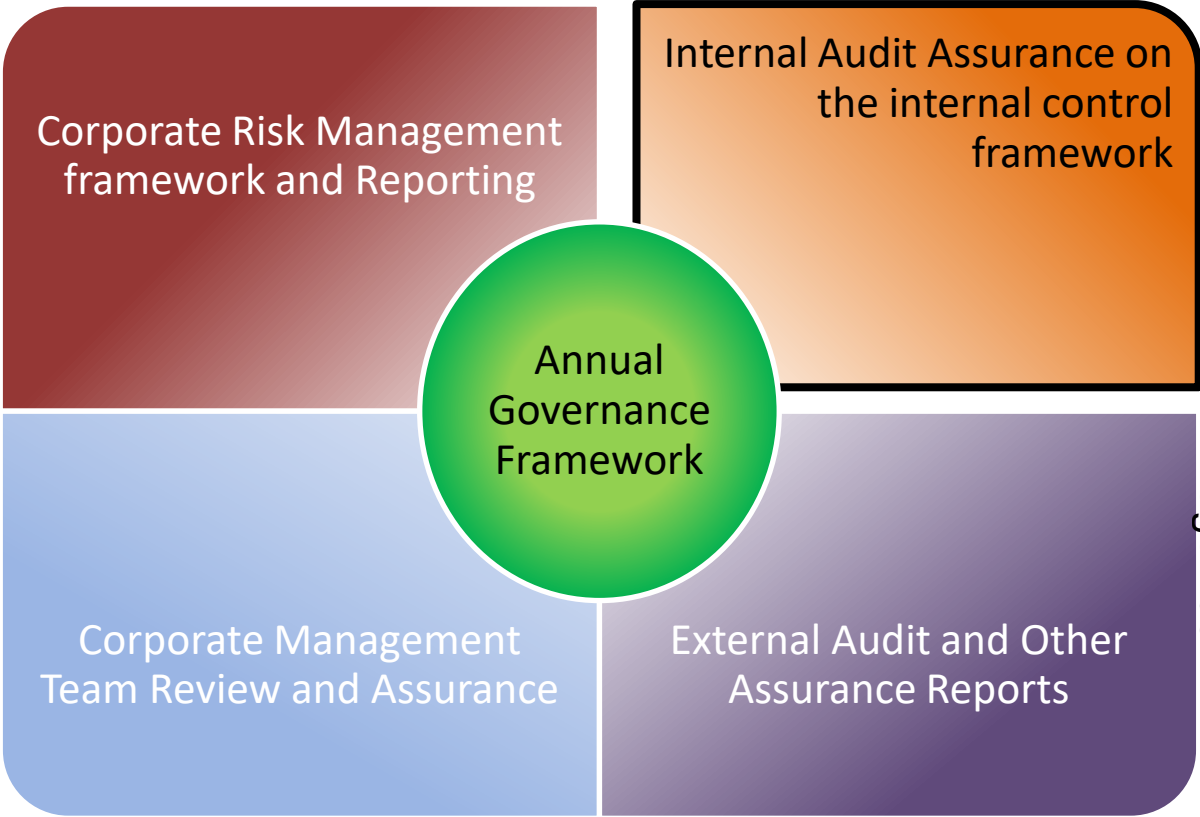 Corporate Risk Management
framework and Reporting
Internal Audit Assurance on
the internal control
framework
Annual
Governance
Framework
Corporate Management
Team Review and Assurance
External Audit and Other
Assurance Reports